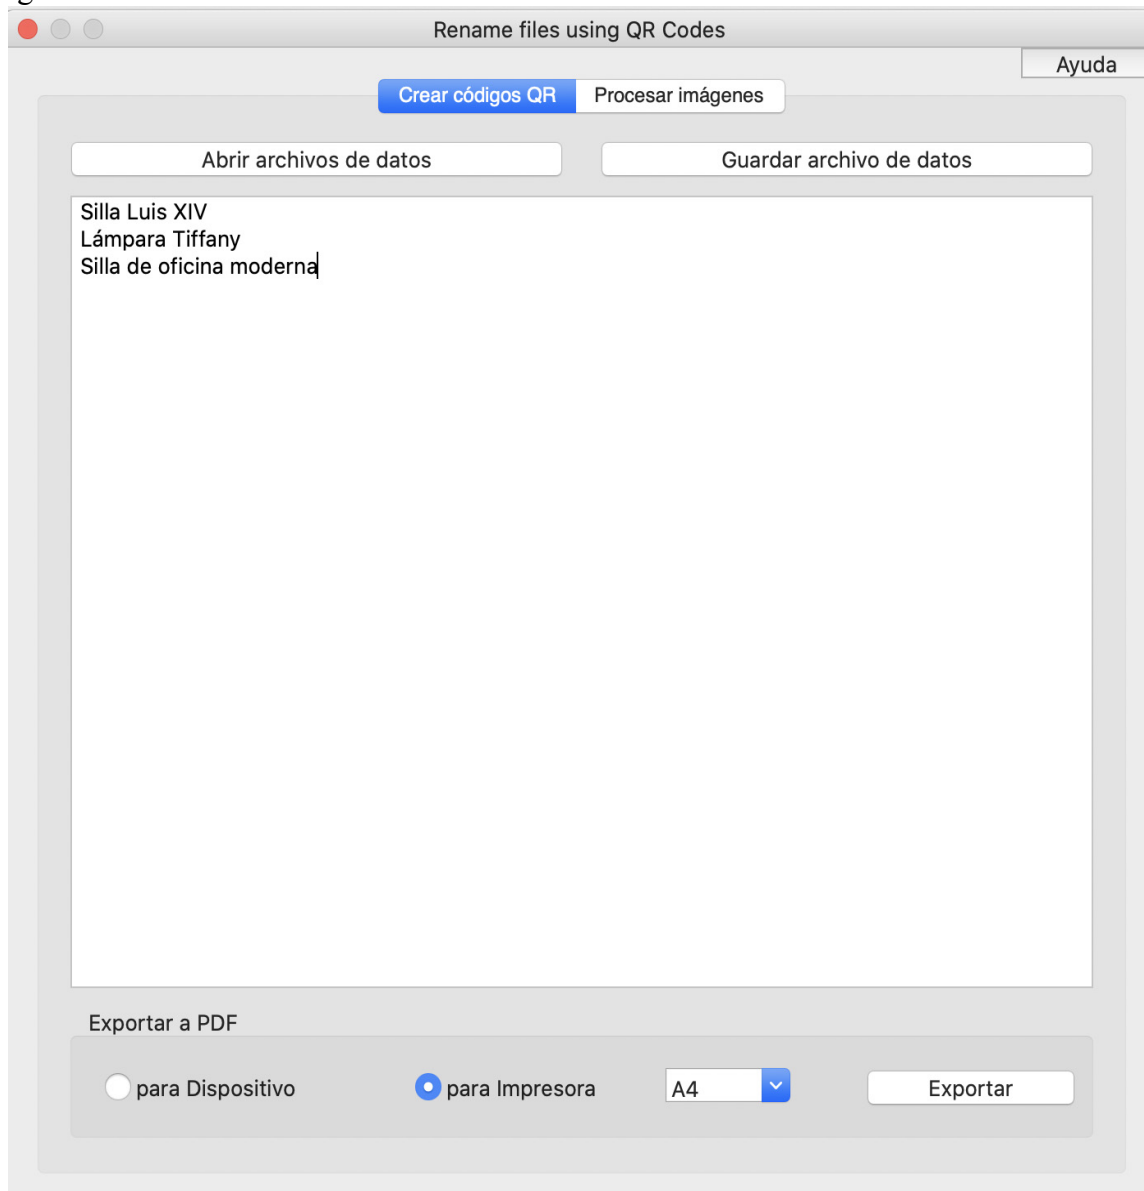 Rename files using QR Codes
Ayuda
Crear códigos QR Procesar imágenes
Abrir archivos de datos Guardar archivo de datos
Silla Luis XIV
Lámpara Tiffany
Silla de oficina moderna
Exportar a PDF
para Dispositivo para Impresora A4 Exportar